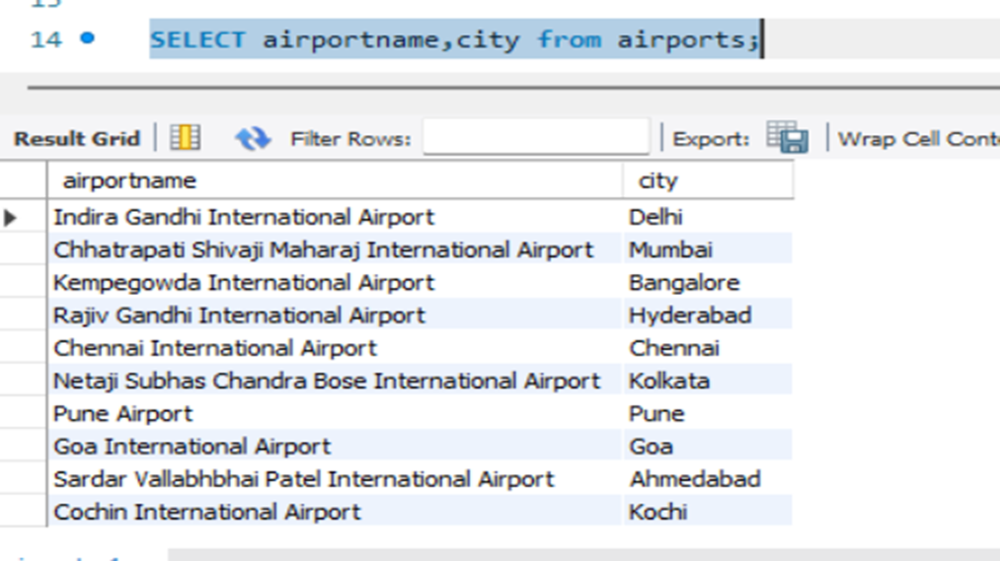 14 SELECT airportname,city from airports;
Result Grid Filter Rows: Export: Wrap Cell
airportname city
Indira Gandhi International Airport Delhi
Chhatrapati Shivaji Maharaj International Airport Mumbai
Kempegowda International Airport Bangalore
Rajiv Gandhi International Airport Hyderabad
Chennai International Airport Chennai
Netaji Subhas Chandra Bose International Airport Kolkata
Pune Airport Pune
Goa International Airport Goa
Sardar Vallabhbhai Patel International Airport Ahmedabad
Cochin International Airport Kochi